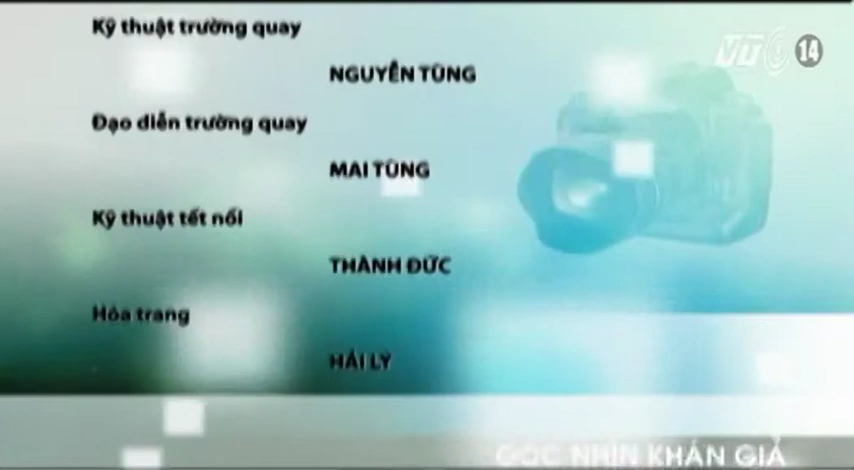 VTC 14
Kỹ thuật trường quay
NGUYỄN TÙNG
Đạo diễn trường quay
MAI TÙNG
Kỹ thuật tết nối
THÀNH ĐỨC
Hóa trang
HẢI LÝ
GÓC NHÌN KHÁN GIẢ